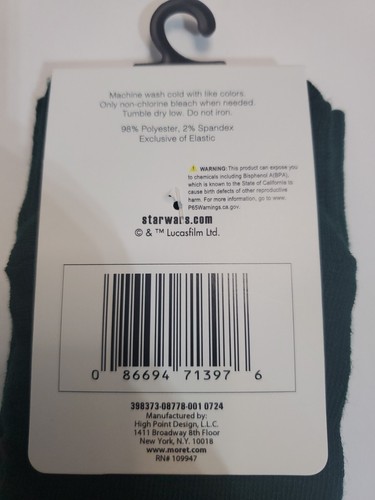 Machine wash cold with like colors.
Only non-chlorine bleach when needed.
Tumble dry low. Do not iron.
98% Polyester, 2% Spandex
Exclusive of Elastic
WARNING: This product can expose you
to chemicals including Bisphenol A(BPA),
which is known to the State of California to
cause birth defects of other reproductive
harm. For more information, go to www.
P65Warnings.ca.gov.
starwars.com
© & ™ Lucasfilm Ltd.
0 86694 71397 6
398373-08778-001 0724
Manufactured by:
High Point Design, L.L.C.
1411 Broadway 8th Floor
New York, N.Y. 10018
www.moret.com
RN# 109947